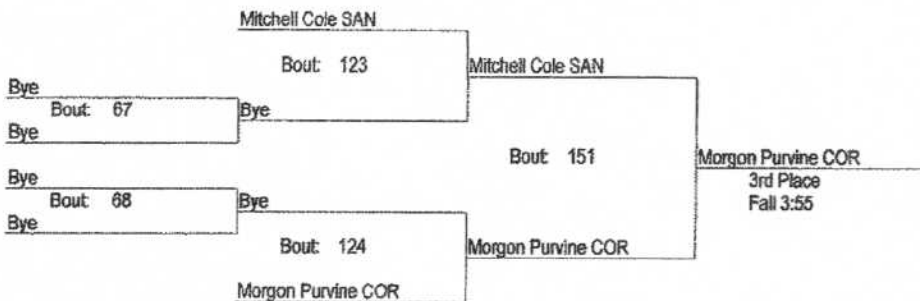 Mitchell Cole SAN
Bout: 123
Mitchell Cole SAN
Bye
Bout: 67
Bye
Bye
Bout: 151
Morgon Purvine COR
3rd Place
Fall 3:55
Bye
Bout: 68
Bye
Bye
Bout: 124
Morgon Purvine COR
Morgon Purvine COR